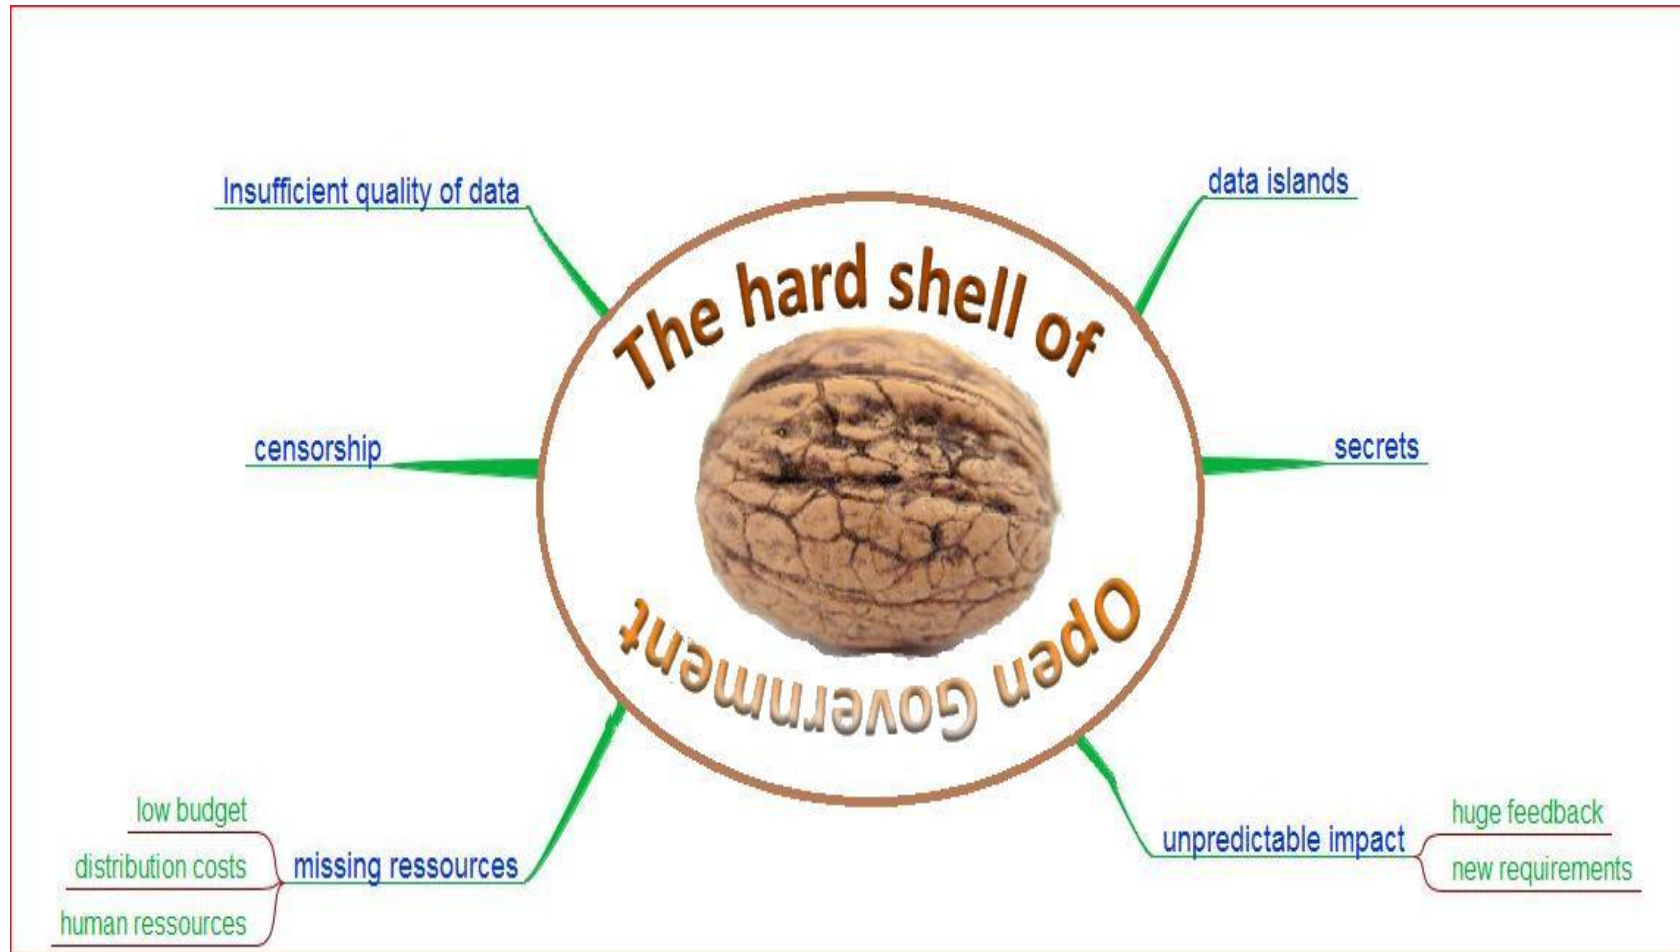 The hard shell of
Open Government
Insufficient quality of data
censorship
missing ressources
low budget
distribution costs
human ressources
data islands
secrets
unpredictable impact
huge feedback
new requirements